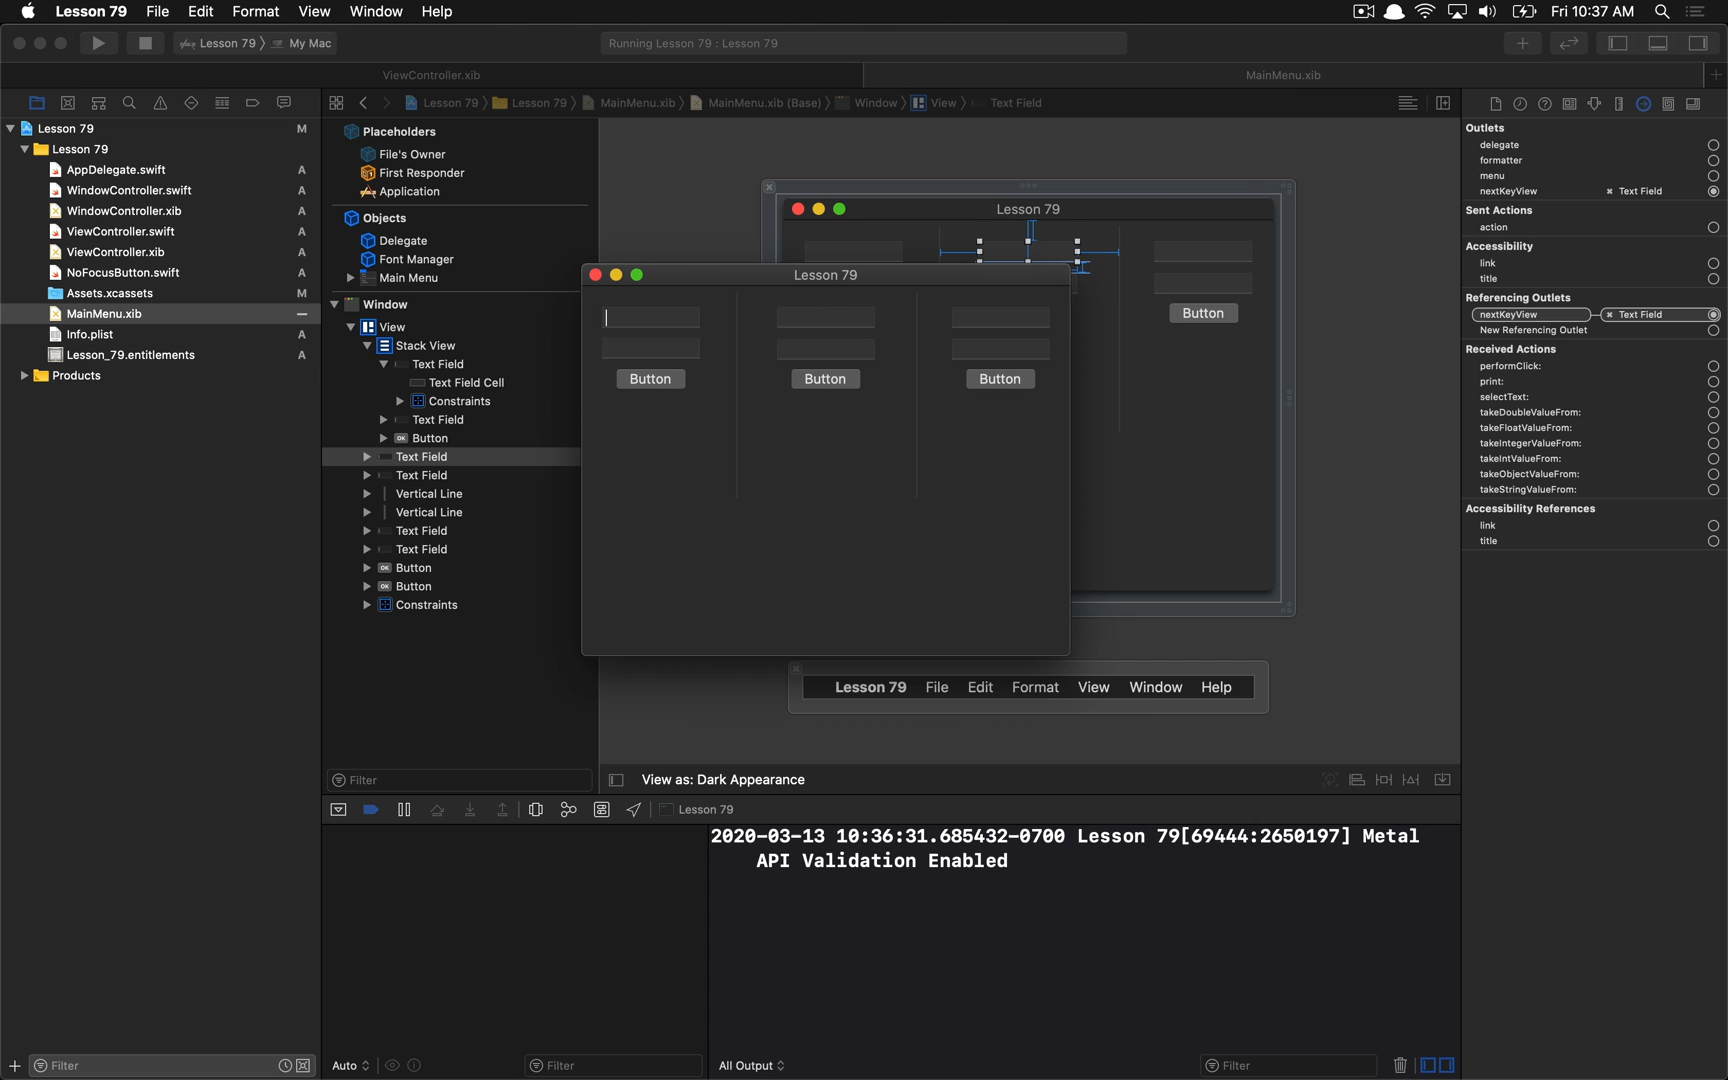 Lesson 79 File Edit Format View Window Help
Fri 10:37 AM
Lesson 79 My Mac
Running Lesson 79 : Lesson 79
ViewController.xib
MainMenu.xib
Lesson 79 Lesson 79 MainMenu.xib MainMenu.xib (Base) Window View Text Field
Lesson 79 M
Lesson 79
AppDelegate.swift A
WindowController.swift A
WindowController.xib A
ViewController.swift A
ViewController.xib A
NoFocusButton.swift A
Assets.xcassets M
MainMenu.xib
Info.plist A
Lesson_79.entitlements A
Products
Filter
Placeholders
File's Owner
First Responder
Application
Objects
Delegate
Font Manager
Main Menu
Window
View
Stack View
Text Field
Text Field Cell
Constraints
Text Field
OK Button
Text Field
Text Field
Vertical Line
Vertical Line
Text Field
Text Field
OK Button
OK Button
Constraints
Filter
Lesson 79
Button
Lesson 79
Button
Button
Button
Lesson 79 File Edit Format View Window Help
View as: Dark Appearance
Outlets
delegate
formatter
menu
nextKeyView Text Field
Sent Actions
action
Accessibility
link
title
Referencing Outlets
nextKeyView Text Field
New Referencing Outlet
Received Actions
performClick:
print:
selectText:
takeDoubleValueFrom:
takeFloatValueFrom:
takeIntegerValueFrom:
takeIntValueFrom:
takeObjectValueFrom:
takeStringValueFrom:
Accessibility References
link
title
Lesson 79
2020-03-13 10:36:31.685432-0700 Lesson 79[69444:2650197] Metal
API Validation Enabled
Auto
Filter
All Output
Filter